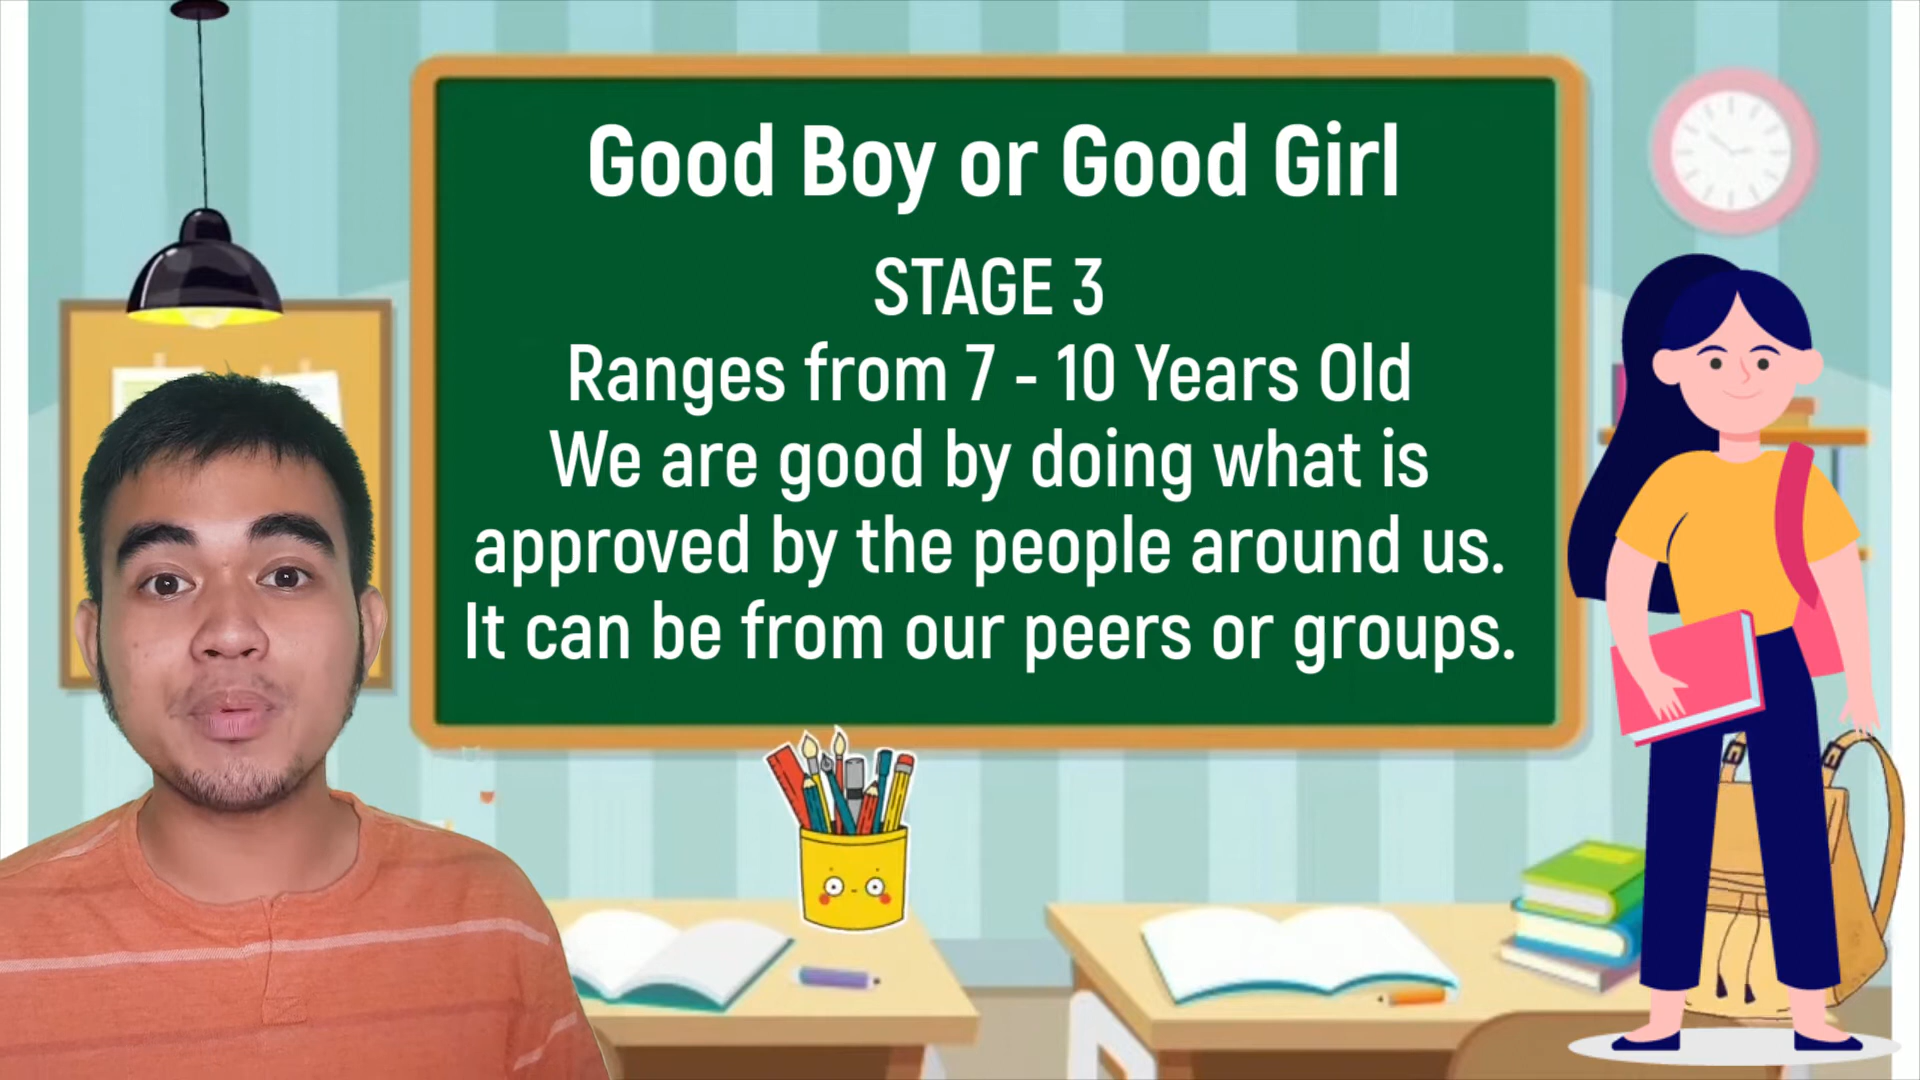 Good Boy or Good Girl
STAGE 3
Ranges from 7 - 10 Years Old
We are good by doing what is
approved by the people around us.
It can be from our peers or groups.